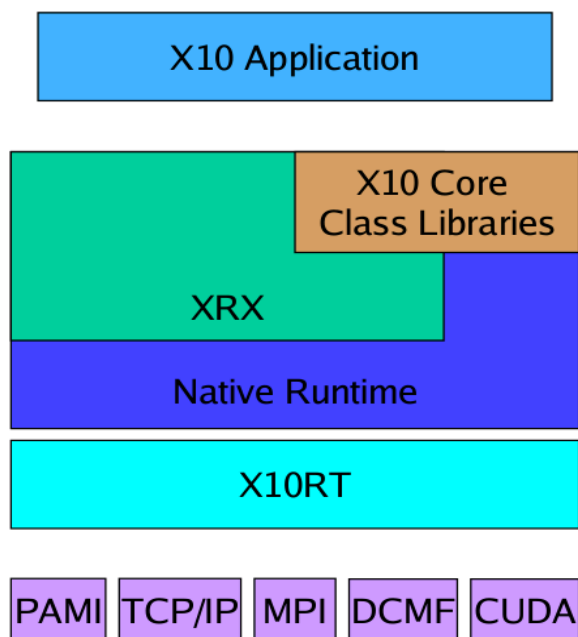 X10 Application
X10 Core
Class Libraries
XRX
Native Runtime
X10RT
PAMI TCP/IP MPI DCMF CUDA